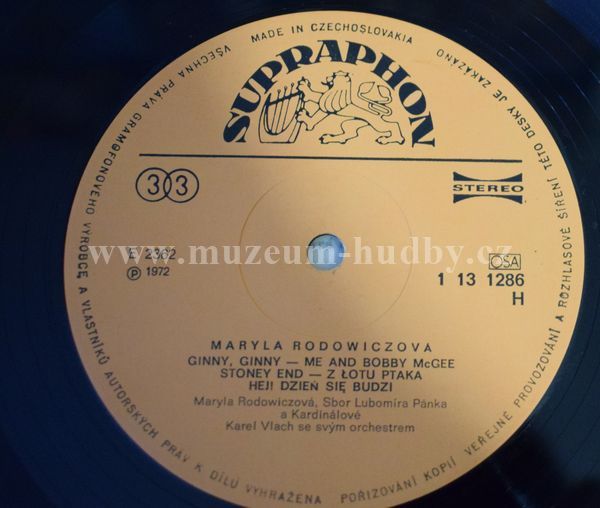 MADE IN CZECHOSLOVAKIA
SUPRAPHON
VŠECHNA PRÁVA GRAMOFONOVÉHO VÝROBCE A VLASTNÍKŮ AUTORSKÝCH PRÁV K DÍLU VYHRAŽENA
POŘIZOVÁNÍ KOPIÍ VEŘEJNÉ PROVOZOVÁNÍ A ROZHLASOVÉ ŠÍŘENÍ TÉTO DESKY JE ZAKÁZÁNO
33
STEREO
www.muzeum-hudby.cz
℗ 1972
OSA
1 13 1286
H
MARYLA RODOWICZOVA
GINNY, GINNY — ME AND BOBBY McGEE
STONEY END — Z ŁOTU PTAKA
HEJ! DZIEŃ SIĘ BUDZI
Maryla Rodowiczová, Sbor Lubomíra Pánka
a Kardinálové
Karel Vlach se svým orchestrem